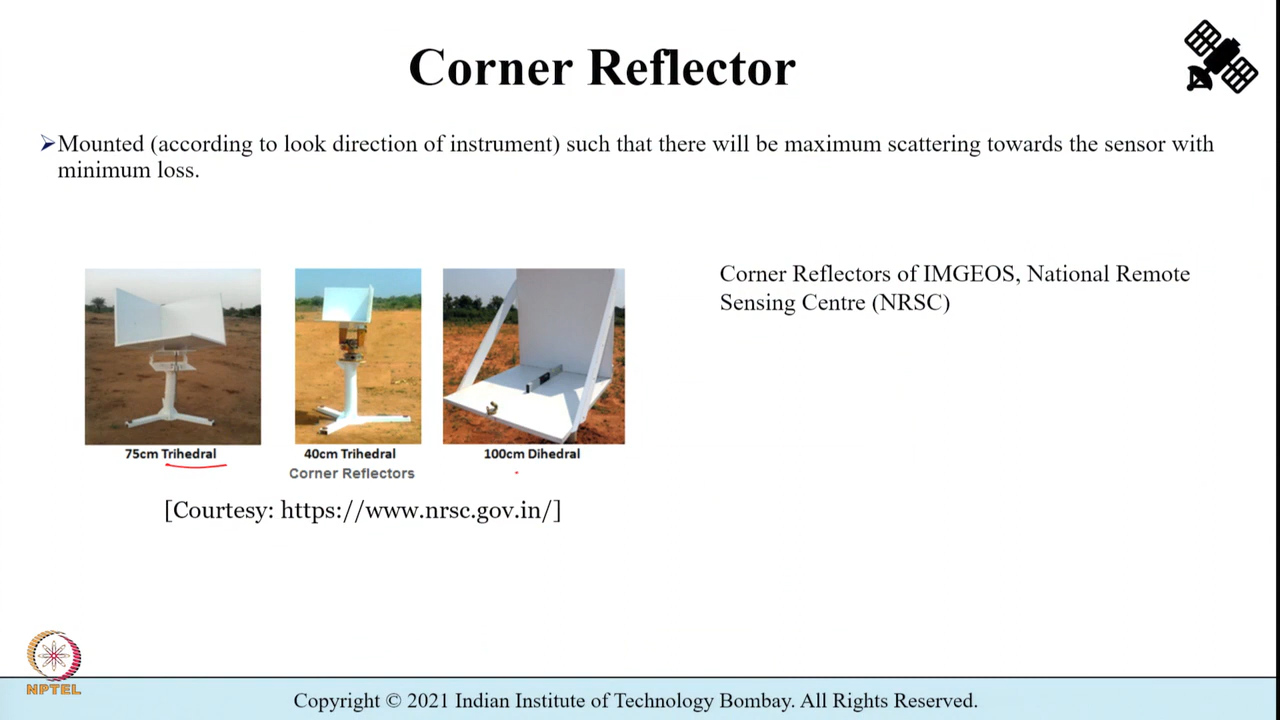 Corner Reflector
➢Mounted (according to look direction of instrument) such that there will be maximum scattering towards the sensor with
minimum loss.
Corner Reflectors of IMGEOS, National Remote
Sensing Centre (NRSC)
75cm Trihedral
40cm Trihedral
100cm Dihedral
Corner Reflectors
[Courtesy: https://www.nrsc.gov.in/]
NPTEL
Copyright © 2021 Indian Institute of Technology Bombay. All Rights Reserved.